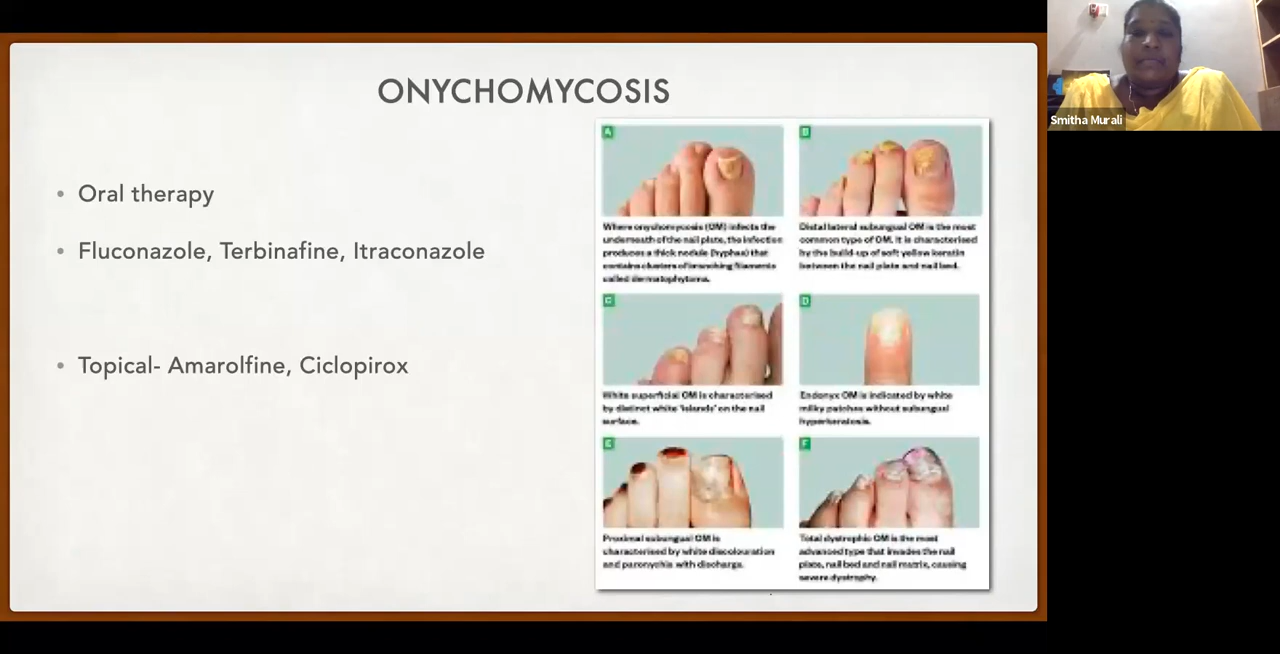 ONYCHOMYCOSIS
• Oral therapy
• Fluconazole, Terbinafine, Itraconazole
• Topical- Amarolfine, Ciclopirox
A
Where onychomycosis (OM) infects the
underneath of the nail plate, the infection
produces a thick nodule (hyphae) that
contains clusters of branching filaments
called dermatophytoma.
B
Distal lateral subungual OM is the most
common type of OM. It is characterised
by the build-up of soft yellow keratin
between the nail plate and nail bed.
C
White superficial OM is characterised
by distinct white 'islands' on the nail
surface.
D
Endonyx OM is indicated by white
milky patches without subungual
hyperkeratosis.
E
Proximal subungual OM is
characterised by white discolouration
and paronychia with discharge.
F
Total dystrophic OM is the most
advanced type that invades the nail
plate, nail bed and nail matrix, causing
severe dystrophy.
Smitha Murali